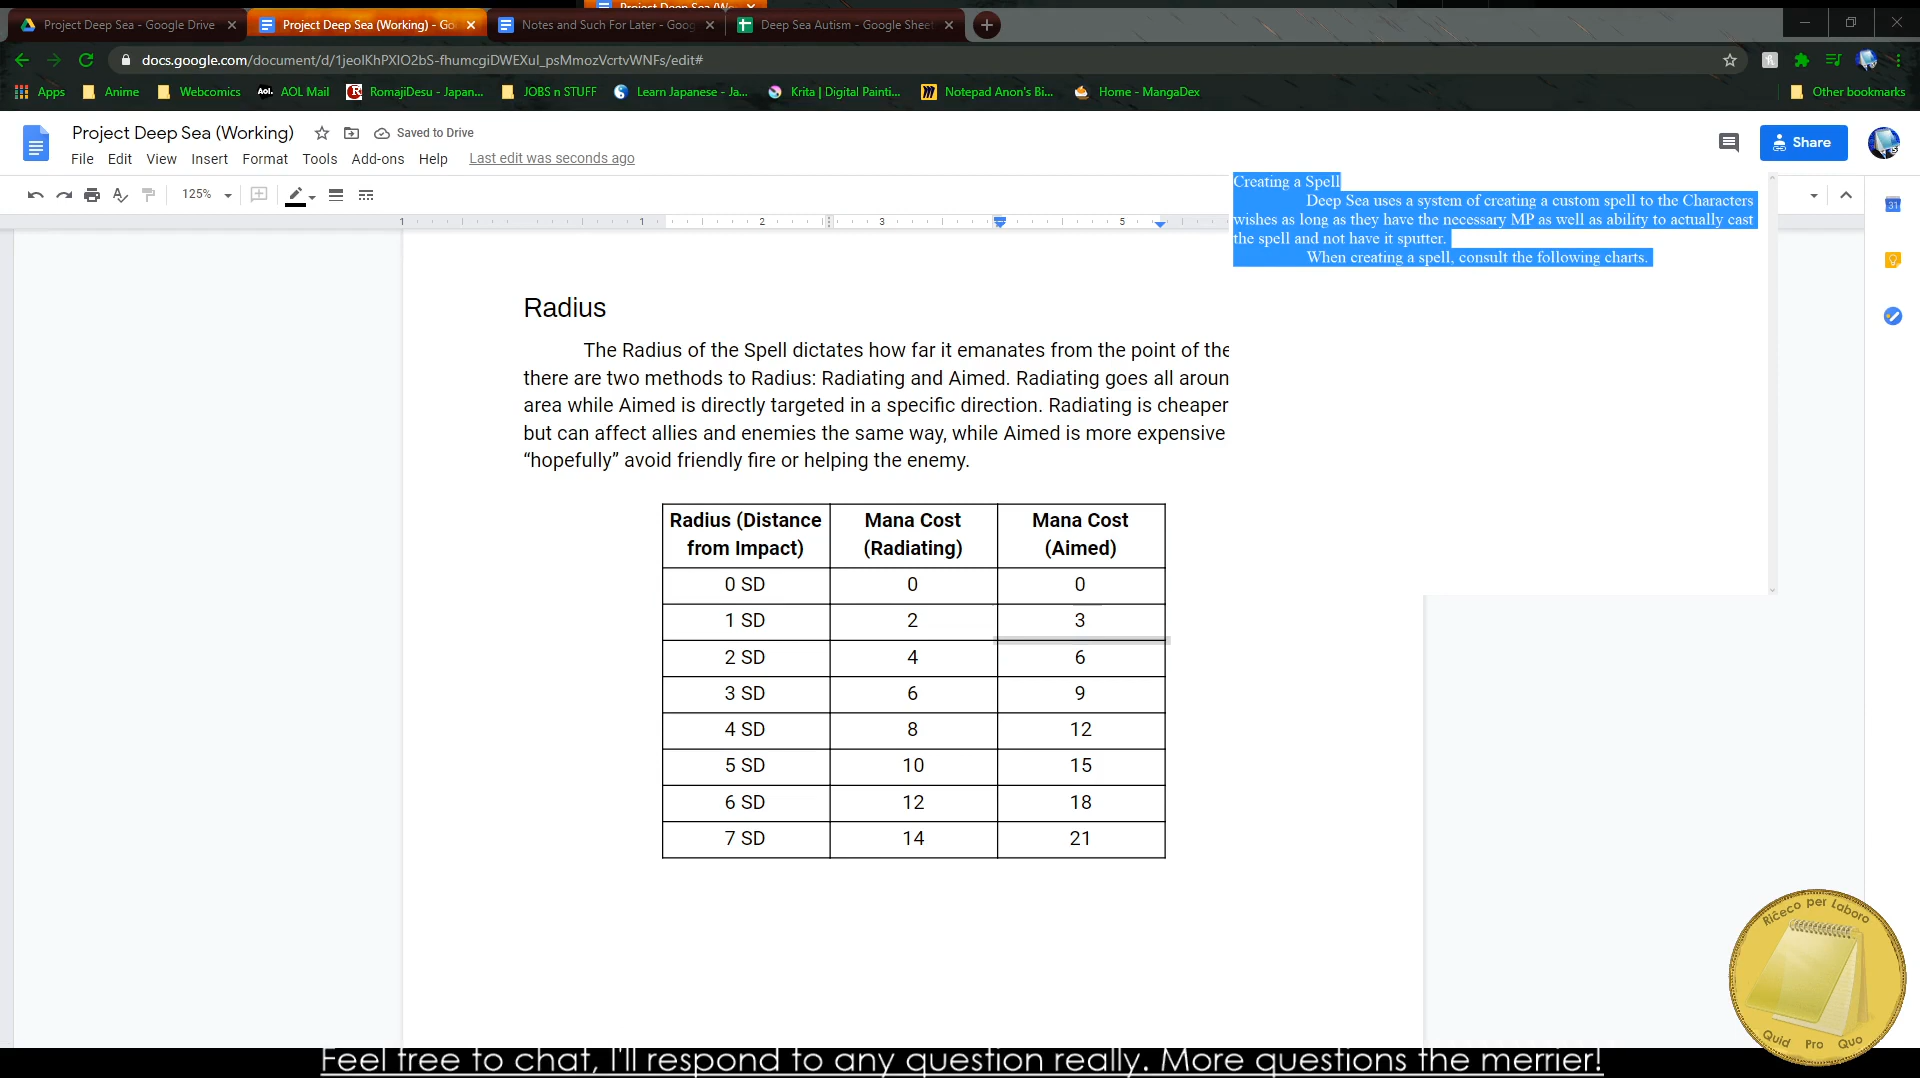 Project Deep Sea (Wo
Project Deep Sea - Google Drive
Project Deep Sea (Working) - Go
Notes and Such For Later - Goog
Deep Sea Autism - Google Sheet
docs.google.com/document/d/1jeolKhPXIO2bS-fhumcgiDWEXul_psMmozVcrtvWNFs/edit#
Apps Anime Webcomics Aol. AOL Mail RomajiDesu - Japan... JOBS n STUFF Learn Japanese - Ja... Krita | Digital Painti... Notepad Anon's Bi... Home - MangaDex Other bookmarks
Project Deep Sea (Working) Saved to Drive
File Edit View Insert Format Tools Add-ons Help Last edit was seconds ago
Share
125%
31
1 1 2 3 5
Creating a Spell
Deep Sea uses a system of creating a custom spell to the Characters
wishes as long as they have the necessary MP as well as ability to actually cast
the spell and not have it sputter.
When creating a spell, consult the following charts.
Radius
The Radius of the Spell dictates how far it emanates from the point of the
there are two methods to Radius: Radiating and Aimed. Radiating goes all aroun
area while Aimed is directly targeted in a specific direction. Radiating is cheaper
but can affect allies and enemies the same way, while Aimed is more expensive
“hopefully” avoid friendly fire or helping the enemy.
Radius (Distance Mana Cost Mana Cost
from Impact) (Radiating) (Aimed)
0 SD 0 0
1 SD 2 3
2 SD 4 6
3 SD 6 9
4 SD 8 12
5 SD 10 15
6 SD 12 18
7 SD 14 21
Riĉeco per Laboro
Quid Pro Quo
Feel free to chat, I'll respond to any question really. More questions the merrier!